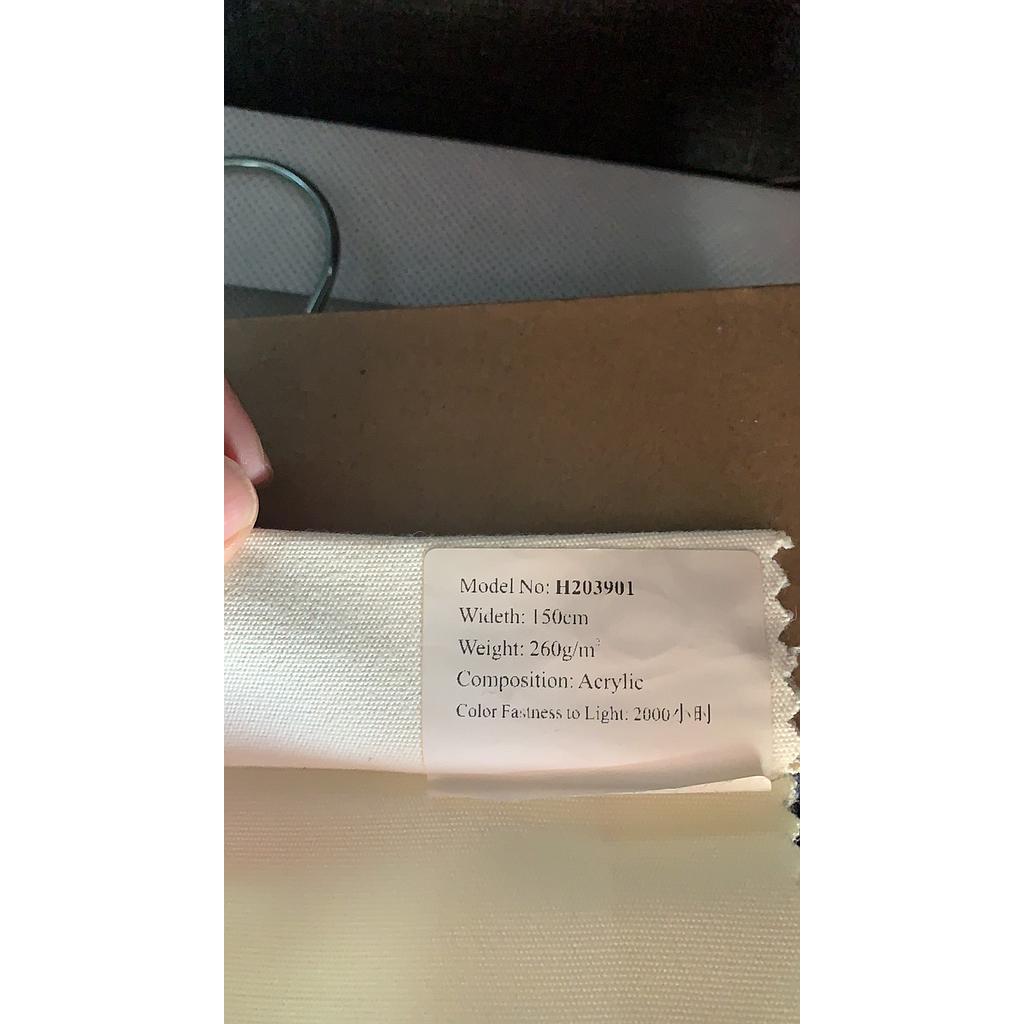 Model No: H203901
Wideth: 150cm
Weight: 260g/m²
Composition: Acrylic
Color Fastness to Light: 2000小时